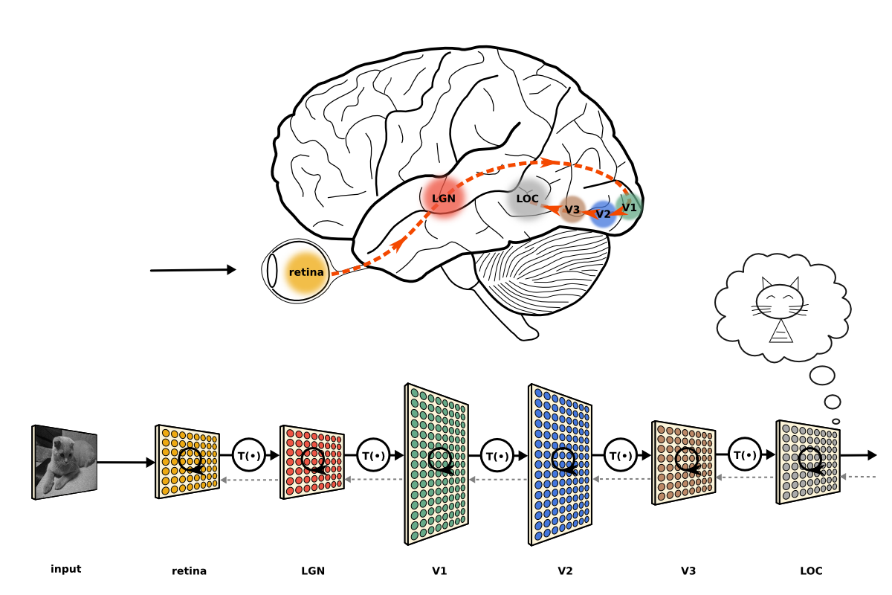 LGN
LOC
V3
V2
V1
retina
T(•)
T(•)
T(•)
T(•)
T(•)
input
retina
LGN
V1
V2
V3
LOC